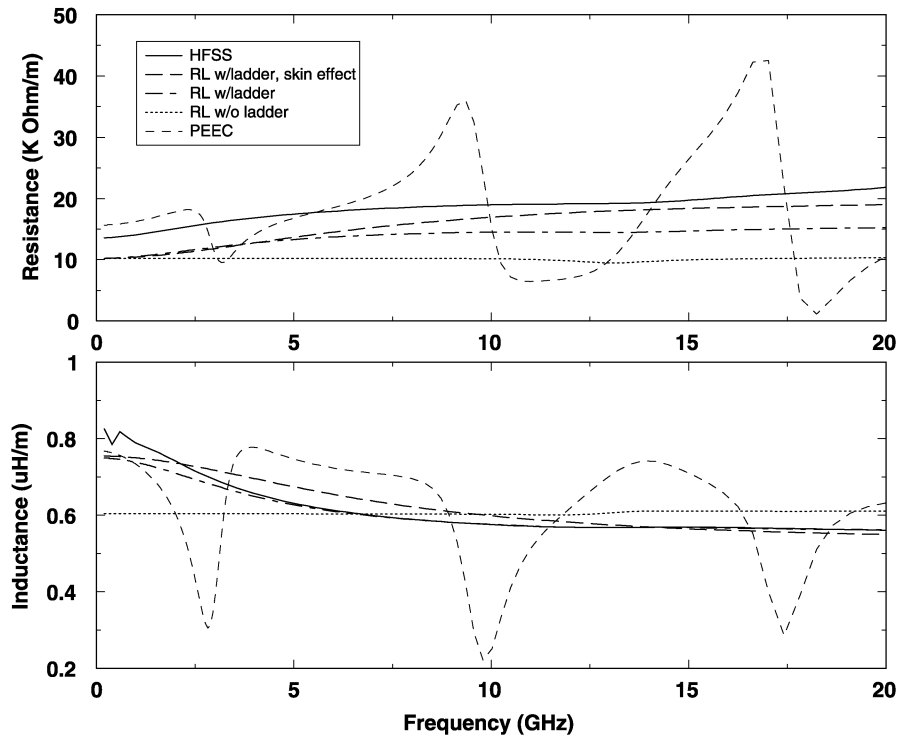 50
40
30
20
10
0
Resistance (K Ohm/m)
HFSS
RL w/ladder, skin effect
RL w/ladder
RL w/o ladder
PEEC
0 5 10 15 20
1
0.8
0.6
0.4
0.2
Inductance (uH/m)
0 5 10 15 20
Frequency (GHz)